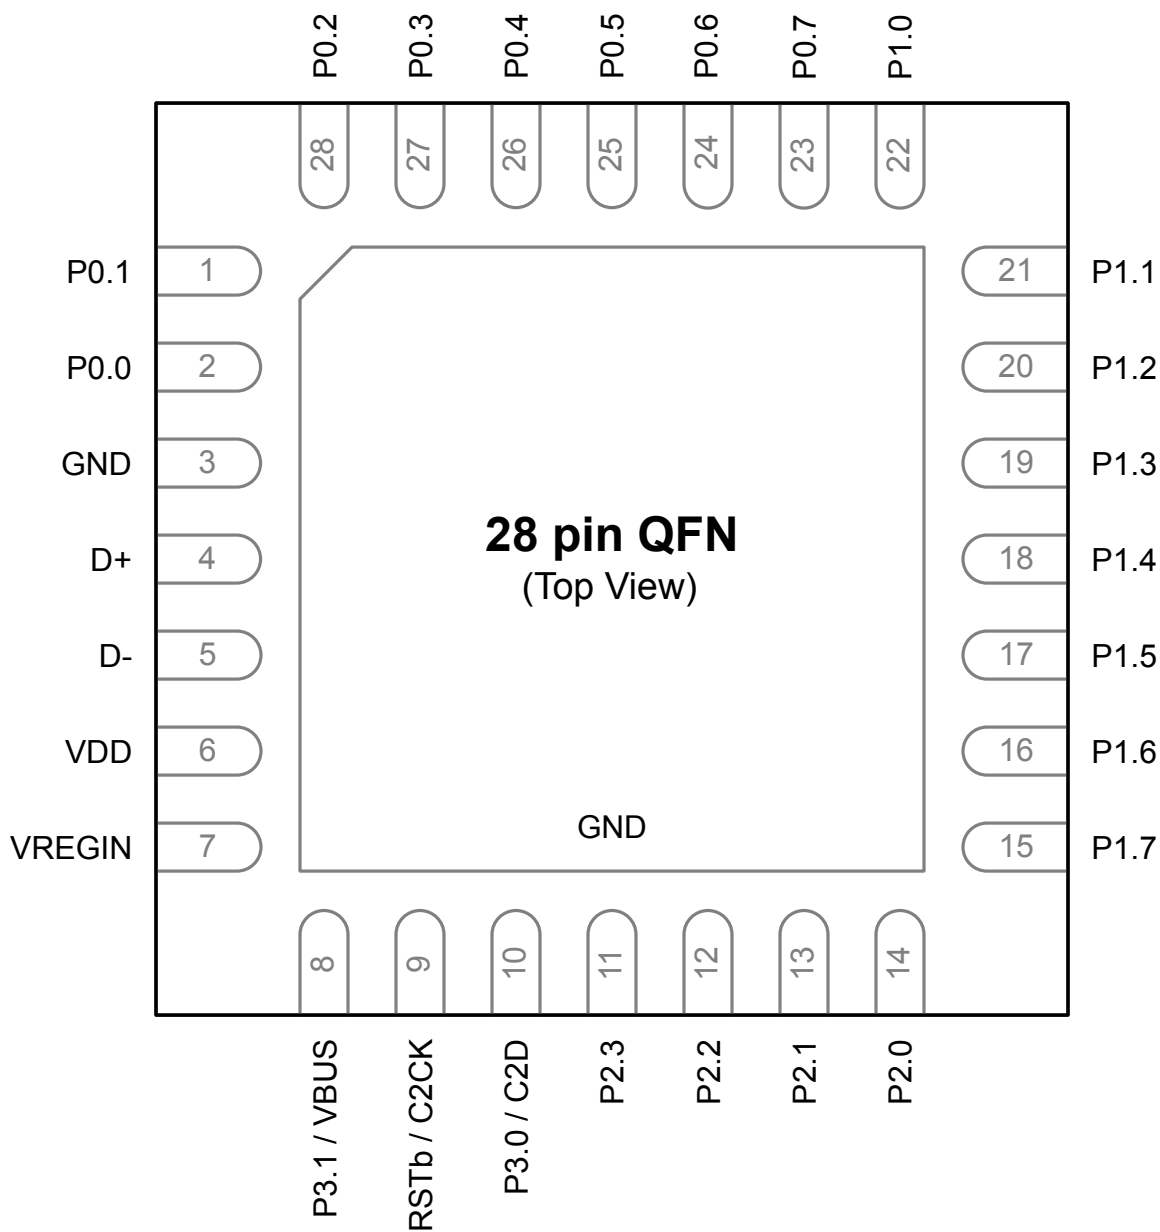 P0.2
P0.3
P0.4
P0.5
P0.6
P0.7
P1.0
28
27
26
25
24
23
22
P0.1
1
21
P1.1
P0.0
2
20
P1.2
GND
3
19
P1.3
28 pin QFN
(Top View)
D+
4
18
P1.4
D-
5
17
P1.5
VDD
6
16
P1.6
GND
VREGIN
7
15
P1.7
8
9
10
11
12
13
14
P3.1 / VBUS
RSTb / C2CK
P3.0 / C2D
P2.3
P2.2
P2.1
P2.0